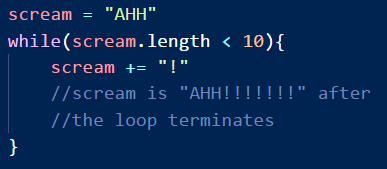 scream = "AHH"
while(scream.length < 10){
    scream += "!"
    //scream is "AHH!!!!!!!" after
    //the loop terminates
}